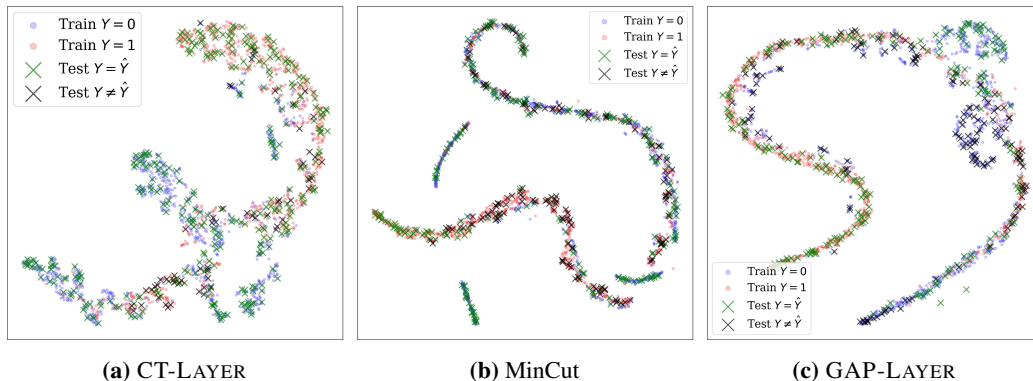 Train Y = 0
Train Y = 1
Test Y = Ŷ
Test Y ≠ Ŷ
Train Y = 0
Train Y = 1
Test Y = Ŷ
Test Y ≠ Ŷ
Train Y = 0
Train Y = 1
Test Y = Ŷ
Test Y ≠ Ŷ
(a) CT-LAYER
(b) MinCut
(c) GAP-LAYER